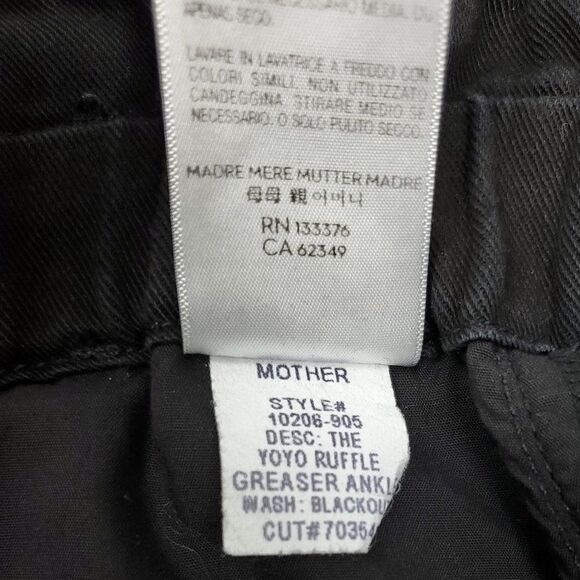 MEDIA.
APENAS SECO.
LAVARE IN LAVATRICE A FREDDO CON
COLORI SIMILI. NON UTILIZZATO
CANDEGGINA. STIRARE MEDIO SE
NECESSARIO. O SOLO PULITO SECCO.
MADRE MERE MUTTER MADRE
母母 親 어머니
RN 133376
CA 62349
MOTHER
STYLE#
10206-905
DESC: THE
YOYO RUFFLE
GREASER ANKL
WASH: BLACKOU
CUT# 70354